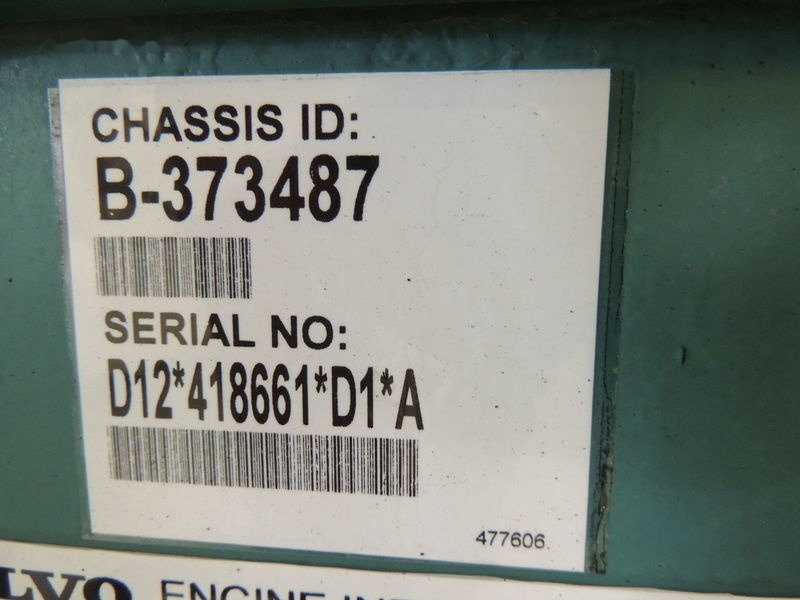 CHASSIS ID:
B-373487
SERIAL NO:
D12*418661*D1*A
477606
ENGINE